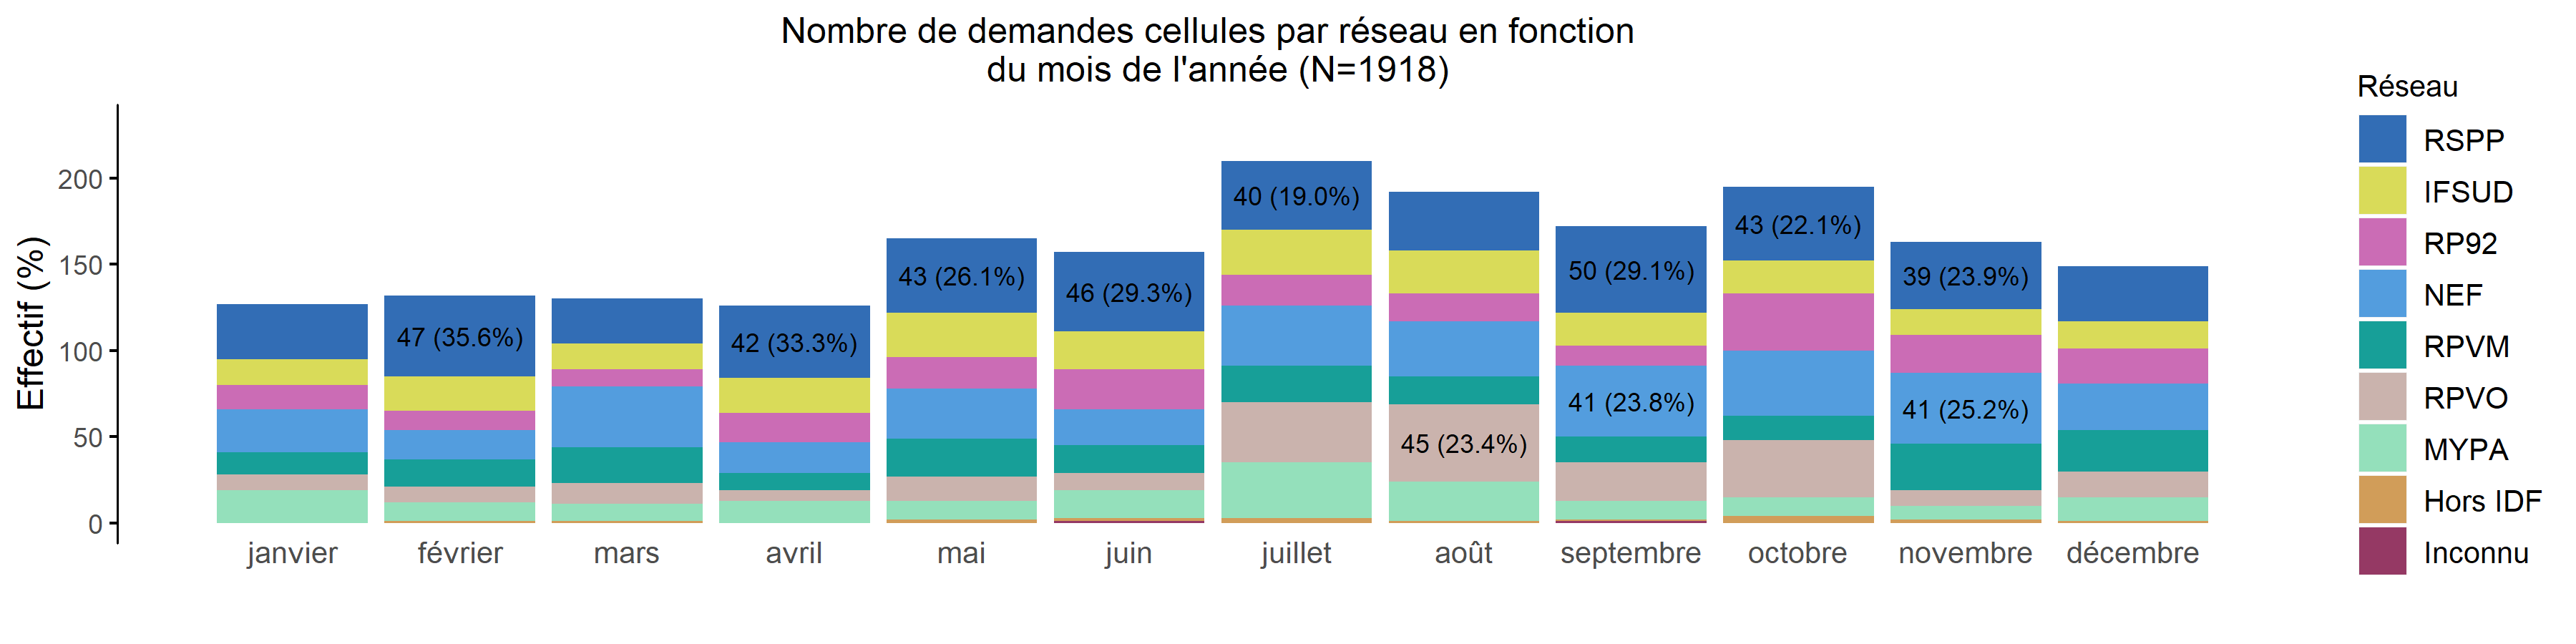 Nombre de demandes cellules par réseau en fonction
du mois de l'année (N=1918)
Effectif (%)
200
150
100
50
0
47 (35.6%)
42 (33.3%)
43 (26.1%)
46 (29.3%)
40 (19.0%)
45 (23.4%)
50 (29.1%)
41 (23.8%)
43 (22.1%)
39 (23.9%)
41 (25.2%)
janvier
février
mars
avril
mai
juin
juillet
août
septembre
octobre
novembre
décembre
Réseau
RSPP
IFSUD
RP92
NEF
RPVM
RPVO
MYPA
Hors IDF
Inconnu